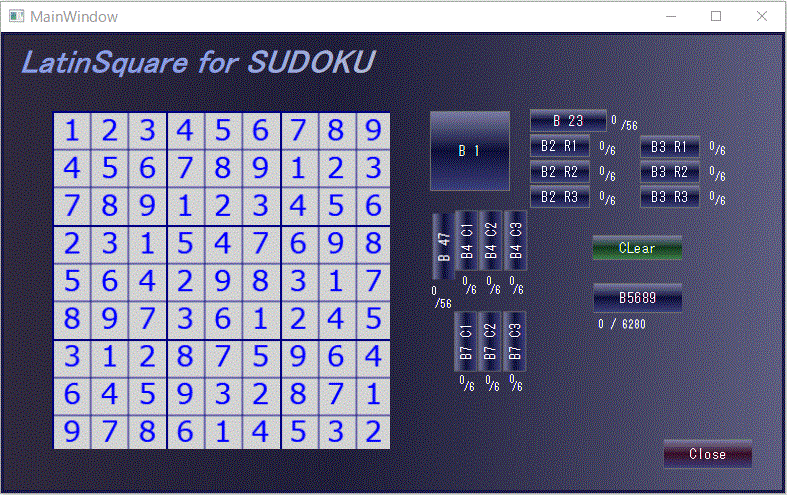 MainWindow
LatinSquare for SUDOKU
1 2 3 4 5 6 7 8 9
4 5 6 7 8 9 1 2 3
7 8 9 1 2 3 4 5 6
2 3 1 5 4 7 6 9 8
5 6 4 2 9 8 3 1 7
8 9 7 3 6 1 2 4 5
3 1 2 8 7 5 9 6 4
6 4 5 9 3 2 8 7 1
9 7 8 6 1 4 5 3 2
B 1
B 23 0 /56
B2 R1 0/6 B3 R1 0/6
B2 R2 0/6 B3 R2 0/6
B2 R3 0/6 B3 R3 0/6
B 47
0 /56
B4 C1
B4 C2
B4 C3
0/6 0/6 0/6
B7 C1
B7 C2
B7 C3
0/6 0/6 0/6
CLear
B5689
0 / 6280
Close